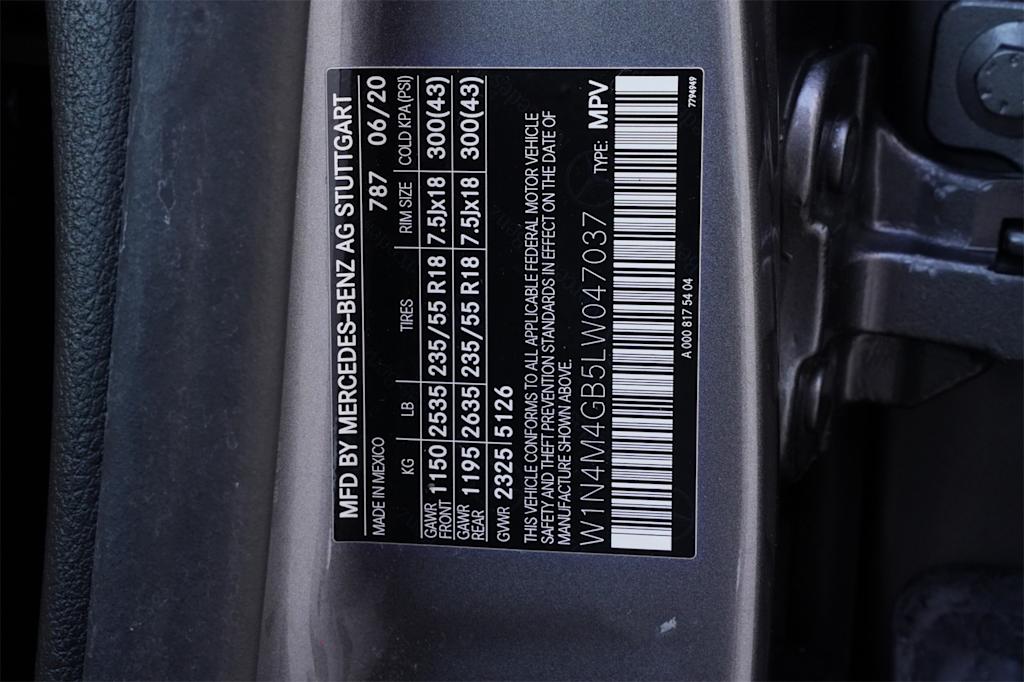 MFD BY MERCEDES-BENZ AG STUTTGART
MADE IN MEXICO 787 06/20
KG LB TIRES RIM SIZE COLD KPA (PSI)
GAWR FRONT 1150 2535 235/55 R18 7.5Jx18 300(43)
GAWR REAR 1195 2635 235/55 R18 7.5Jx18 300(43)
GVWR 2325 5126
THIS VEHICLE CONFORMS TO ALL APPLICABLE FEDERAL MOTOR VEHICLE
SAFETY AND THEFT PREVENTION STANDARDS IN EFFECT ON THE DATE OF
MANUFACTURE SHOWN ABOVE.
W1N4M4GB5LW047037 TYPE: MPV
A 000 817 54 04 7794949